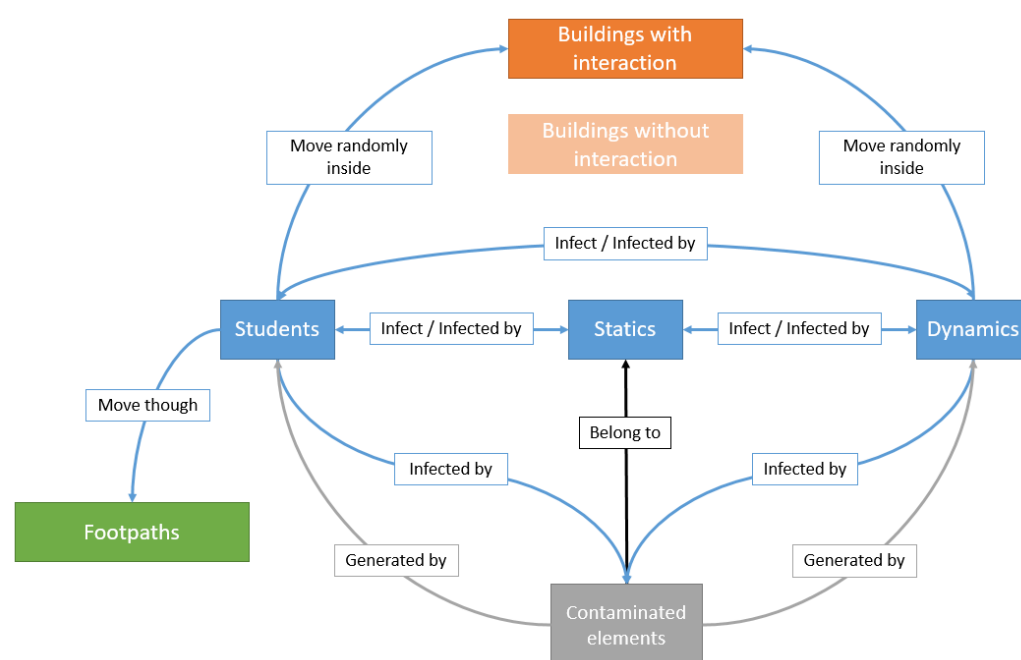 Buildings with
interaction
Buildings without
interaction
Move randomly
inside
Move randomly
inside
Infect / Infected by
Students
Infect / Infected by
Statics
Infect / Infected by
Dynamics
Move though
Belong to
Infected by
Infected by
Footpaths
Generated by
Generated by
Contaminated
elements